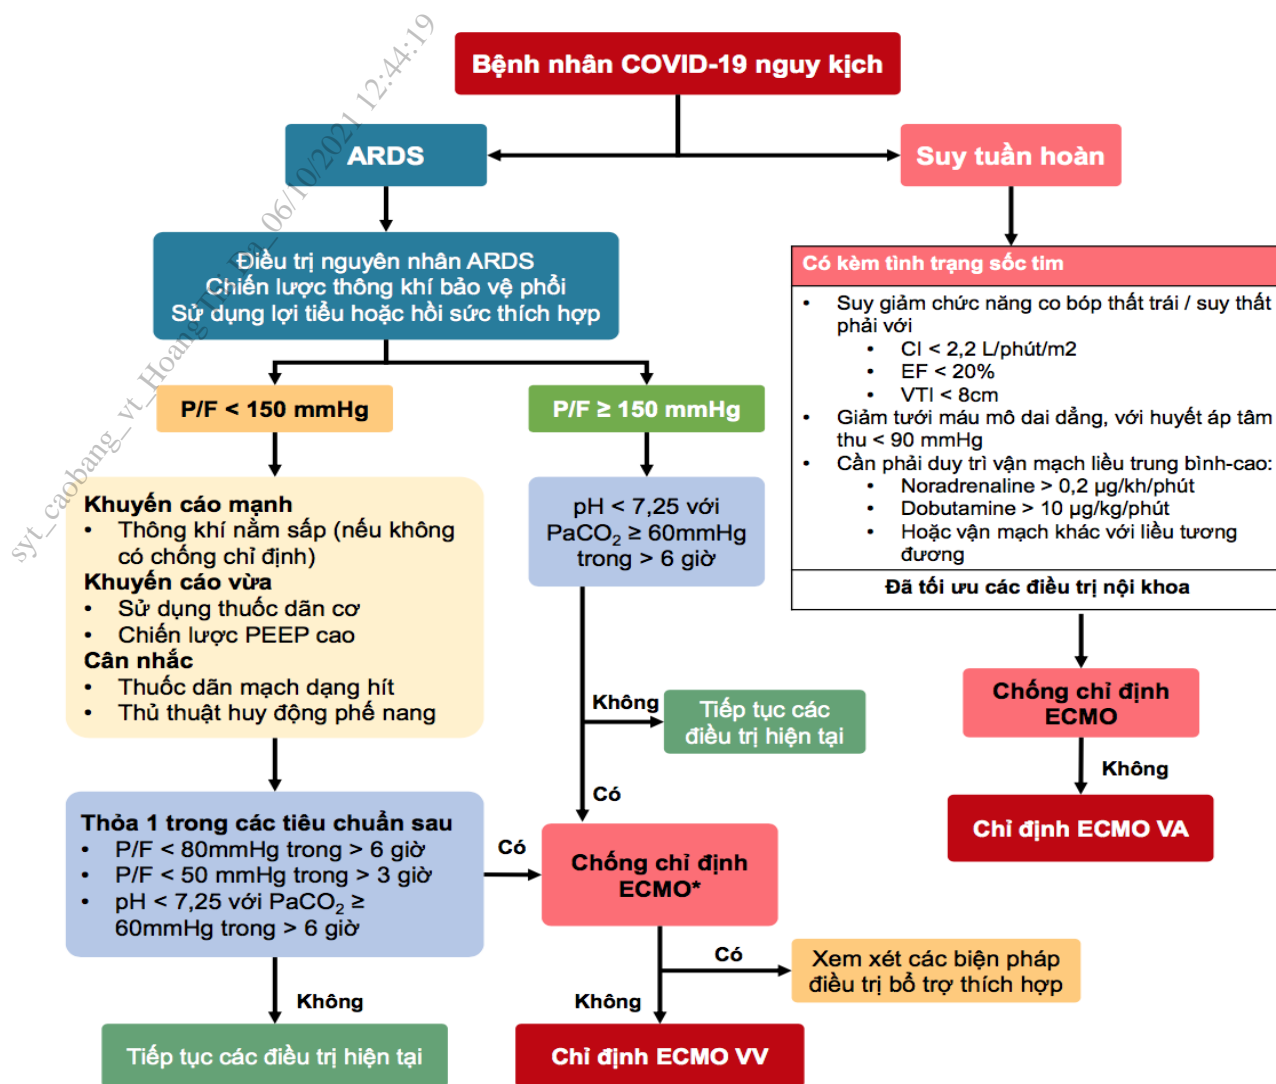 Bệnh nhân COVID-19 nguy kịch
ARDS
Suy tuần hoàn
Điều trị nguyên nhân ARDS
Chiến lược thông khí bảo vệ phổi
Sử dụng lợi tiểu hoặc hồi sức thích hợp
P/F < 150 mmHg
P/F ≥ 150 mmHg
Khuyến cáo mạnh
• Thông khí nằm sấp (nếu không
có chống chỉ định)
Khuyến cáo vừa
• Sử dụng thuốc dãn cơ
• Chiến lược PEEP cao
Cân nhắc
• Thuốc dãn mạch dạng hít
• Thủ thuật huy động phế nang
pH < 7,25 với
PaCO₂ ≥ 60mmHg
trong > 6 giờ
Không
Tiếp tục các
điều trị hiện tại
Có
Thỏa 1 trong các tiêu chuẩn sau
• P/F < 80mmHg trong > 6 giờ
• P/F < 50 mmHg trong > 3 giờ
• pH < 7,25 với PaCO₂ ≥
60mmHg trong > 6 giờ
Có
Chống chỉ định
ECMO*
Không
Tiếp tục các điều trị hiện tại
Có
Xem xét các biện pháp
điều trị bổ trợ thích hợp
Không
Chỉ định ECMO VV
Có kèm tình trạng sốc tim
• Suy giảm chức năng co bóp thất trái / suy thất
phải với
• CI < 2,2 L/phút/m2
• EF < 20%
• VTI < 8cm
• Giảm tưới máu mô dai dẳng, với huyết áp tâm
thu < 90 mmHg
• Cần phải duy trì vận mạch liều trung bình-cao:
• Noradrenaline > 0,2 µg/kh/phút
• Dobutamine > 10 µg/kg/phút
• Hoặc vận mạch khác với liều tương
đương
Đã tối ưu các điều trị nội khoa
Chống chỉ định
ECMO
Không
Chỉ định ECMO VA
syt_caobang_vt_Hoang Thi Ba_06/10/2021 12:44:19